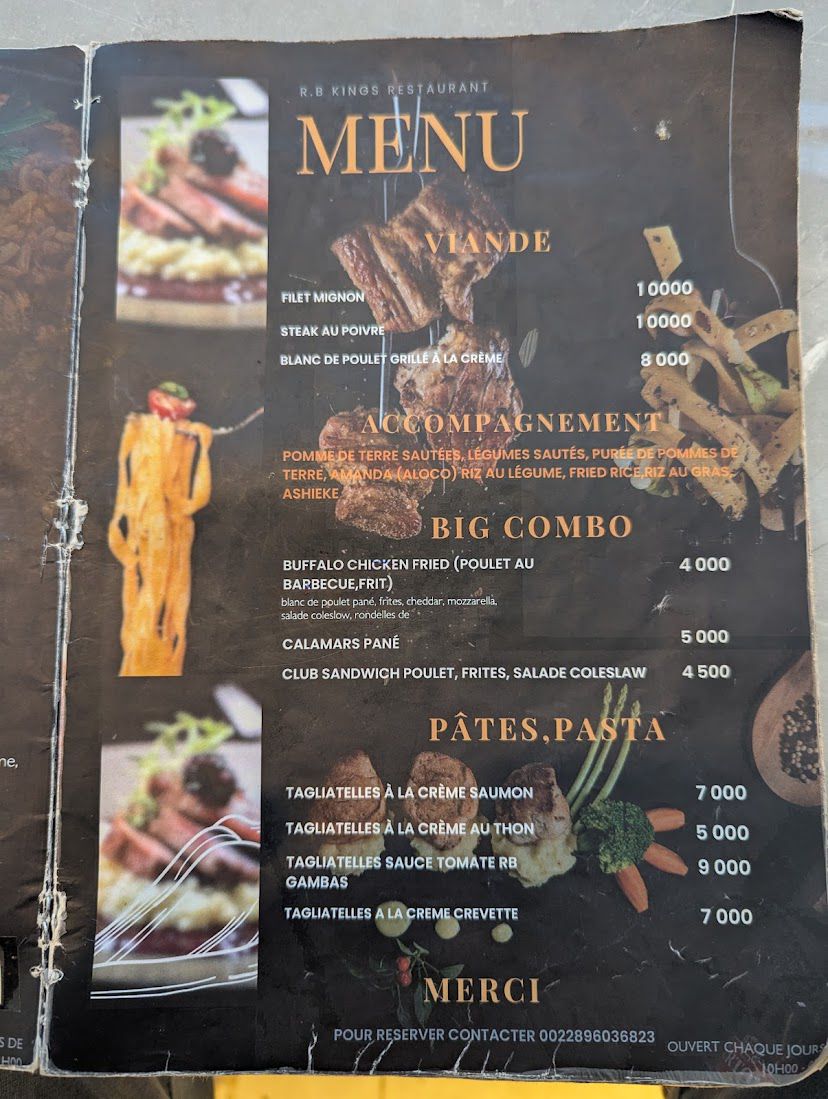 R.B KINGS RESTAURANT
MENU
VIANDE
FILET MIGNON 10000
STEAK AU POIVRE 10000
BLANC DE POULET GRILLÉ À LA CRÈME 8 000
ACCOMPAGNEMENT
POMME DE TERRE SAUTÉES, LÉGUMES SAUTÉS, PURÉE DE POMMES DE
TERRE, AMANDA (ALOCO) RIZ AU LÉGUME, FRIED RICE,RIZ AU GRAS,
ASHIEKE
BIG COMBO
BUFFALO CHICKEN FRIED (POULET AU 4 000
BARBECUE,FRIT)
blanc de poulet pané, frites, cheddar, mozzarella,
salade coleslow, rondelles de
CALAMARS PANÉ 5 000
CLUB SANDWICH POULET, FRITES, SALADE COLESLAW 4 500
PÂTES,PASTA
TAGLIATELLES À LA CRÈME SAUMON 7 000
TAGLIATELLES À LA CRÈME AU THON 5 000
TAGLIATELLES SAUCE TOMATE RB 9 000
GAMBAS
TAGLIATELLES A LA CREME CREVETTE 7 000
MERCI
POUR RESERVER CONTACTER 0022896036823
OUVERT CHAQUE JOURS
10H00 -